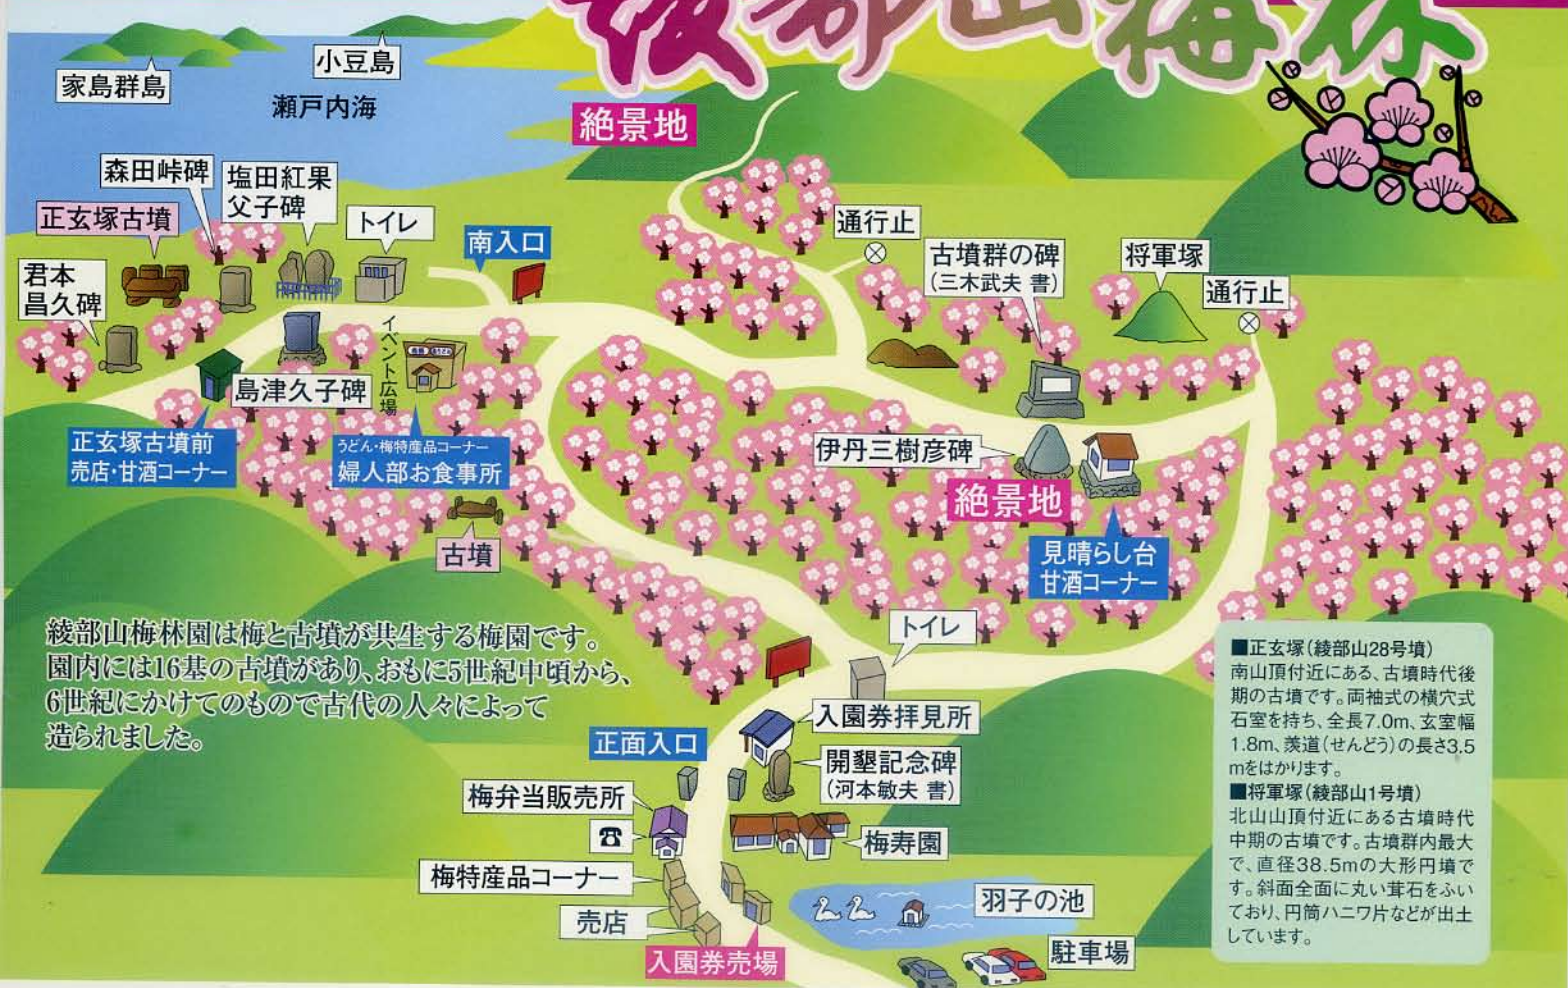 綾部山梅林
家島群島
小豆島
瀬戸内海
絶景地
森田峠碑
塩田紅果
父子碑
正玄塚古墳
トイレ
南入口
君本
昌久碑
通行止
古墳群の碑
(三木武夫 書)
将軍塚
通行止
島津久子碑
イベント広場
正玄塚古墳前
売店・甘酒コーナー
うどん・梅特産品コーナー
婦人部お食事所
伊丹三樹彦碑
絶景地
見晴らし台
甘酒コーナー
古墳
トイレ
綾部山梅林園は梅と古墳が共生する梅園です。
園内には16基の古墳があり、おもに5世紀中頃から、
6世紀にかけてのもので古代の人々によって
造られました。
入園券拝見所
正面入口
開墾記念碑
(河本敏夫 書)
梅弁当販売所
☎
梅寿園
梅特産品コーナー
売店
羽子の池
入園券売場
駐車場
■正玄塚(綾部山28号墳)
南山頂付近にある、古墳時代後
期の古墳です。両袖式の横穴式
石室を持ち、全長7.0m、玄室幅
1.8m、羨道(せんどう)の長さ3.5
mをはかります。
■将軍塚(綾部山1号墳)
北山山頂付近にある古墳時代
中期の古墳です。古墳群内最大
で、直径38.5mの大形円墳で
す。斜面全面に丸い葺石をふい
ており、円筒ハニワ片などが出土
しています。